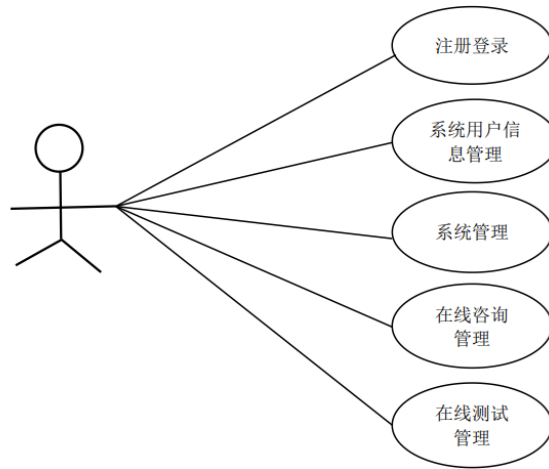 注册登录
系统用户信
息管理
系统管理
在线咨询
管理
在线测试
管理